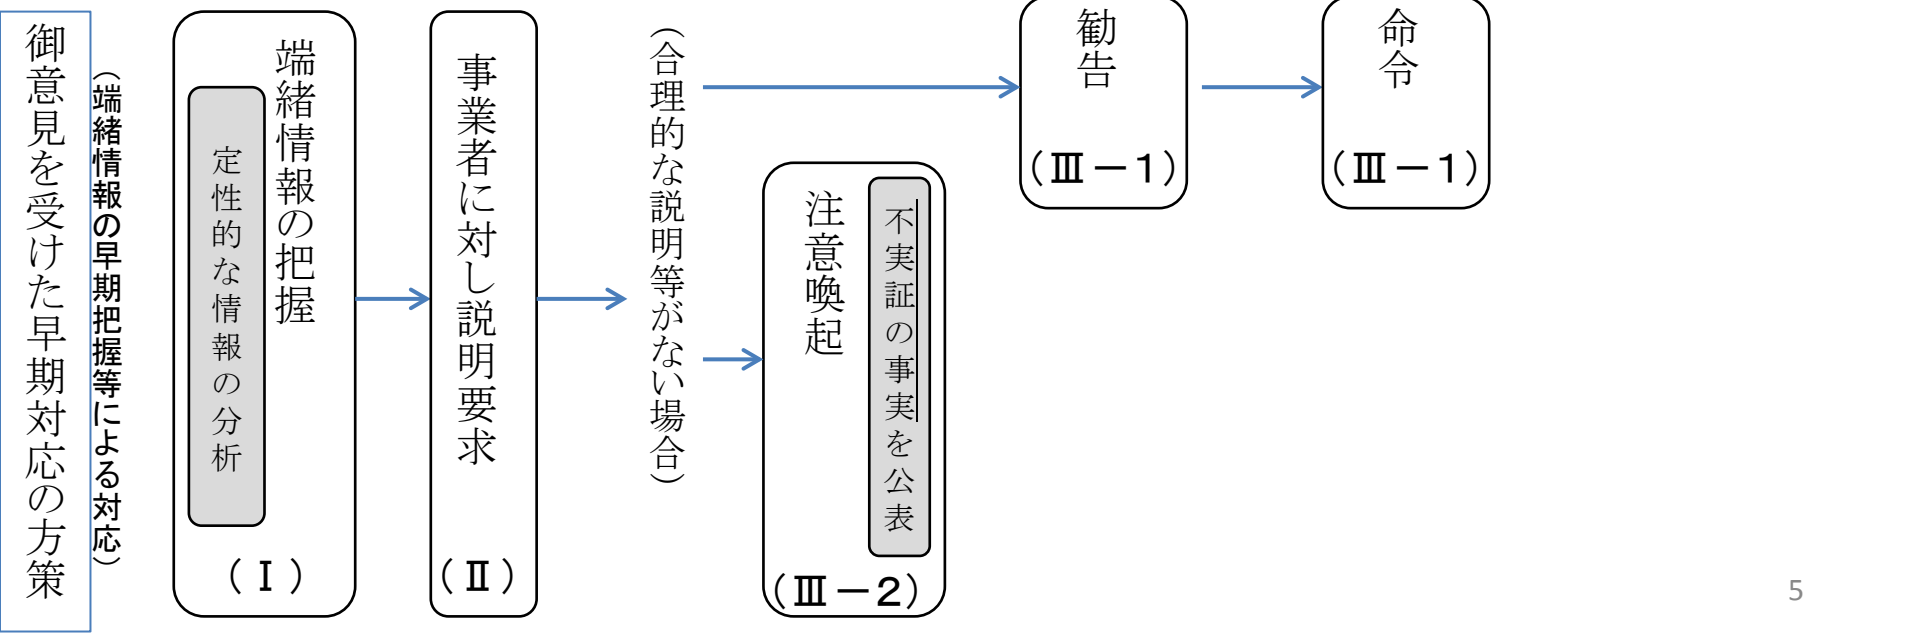 御意見を受けた早期対応の方策
（端緒情報の早期把握等による対応）
端緒情報の把握
定性的な情報の分析
（Ⅰ）
事業者に対し説明要求
（Ⅱ）
（合理的な説明等がない場合）
注意喚起
不実証の事実を公表
（Ⅲ－２）
勧告
（Ⅲ－１）
命令
（Ⅲ－１）
5